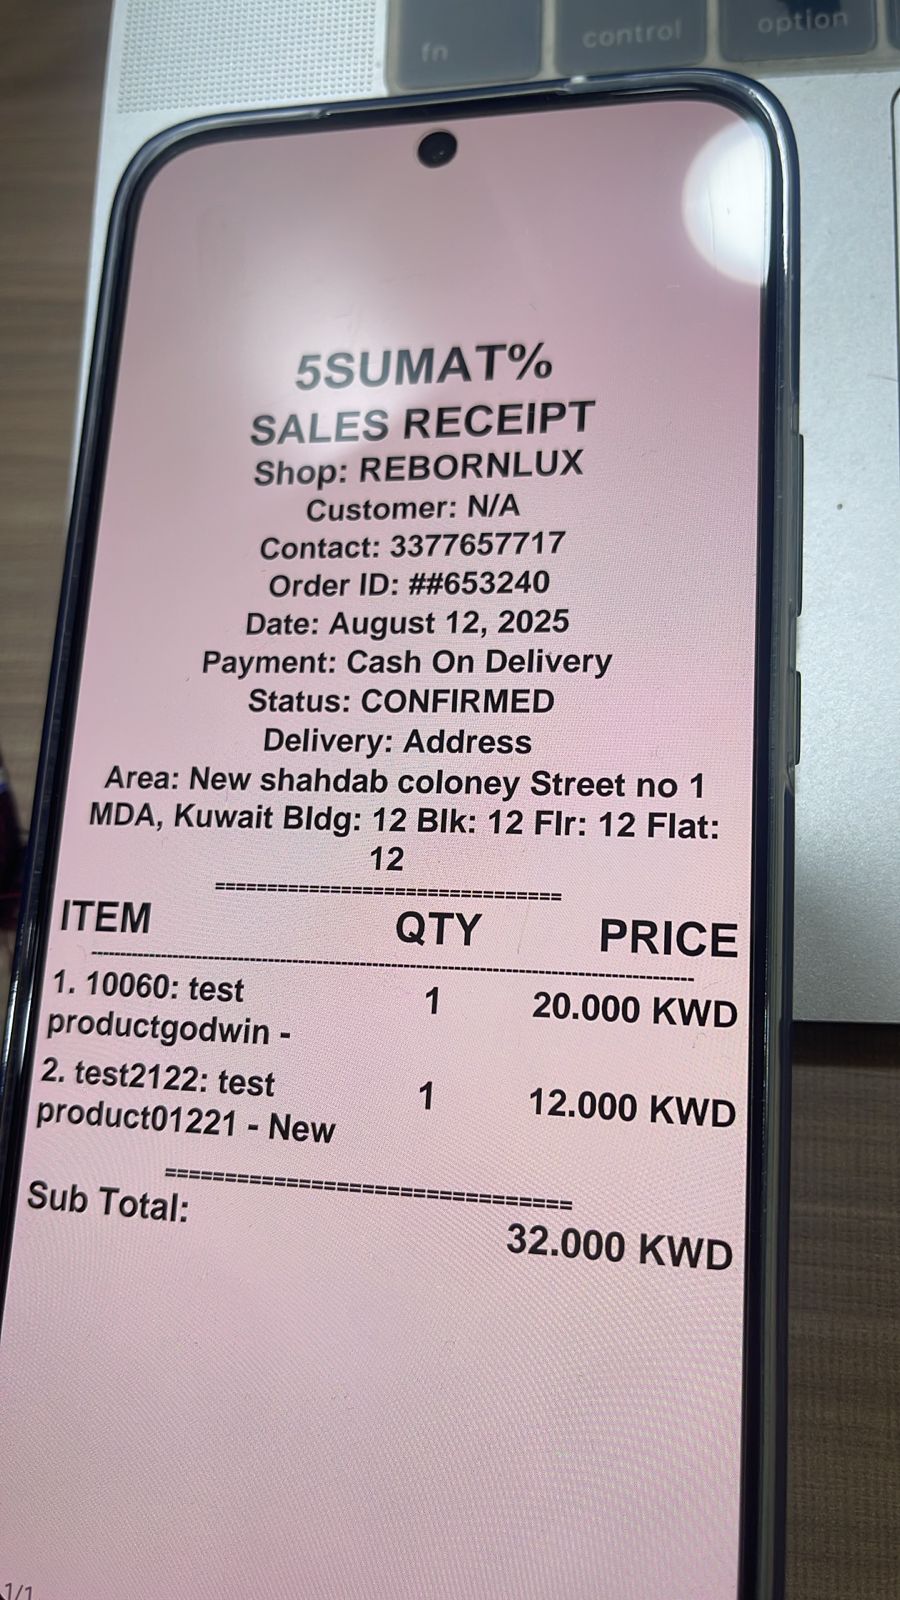 fn
control
option
5SUMAT%
SALES RECEIPT
Shop: REBORNLUX
Customer: N/A
Contact: 3377657717
Order ID: ##653240
Date: August 12, 2025
Payment: Cash On Delivery
Status: CONFIRMED
Delivery: Address
Area: New shahdab coloney Street no 1
MDA, Kuwait Bldg: 12 Blk: 12 Flr: 12 Flat:
12
=================================
ITEM QTY PRICE
1. 10060: test 1 20.000 KWD
productgodwin -
2. test2122: test 1 12.000 KWD
product01221 - New
=================================
Sub Total:
32.000 KWD
1/1